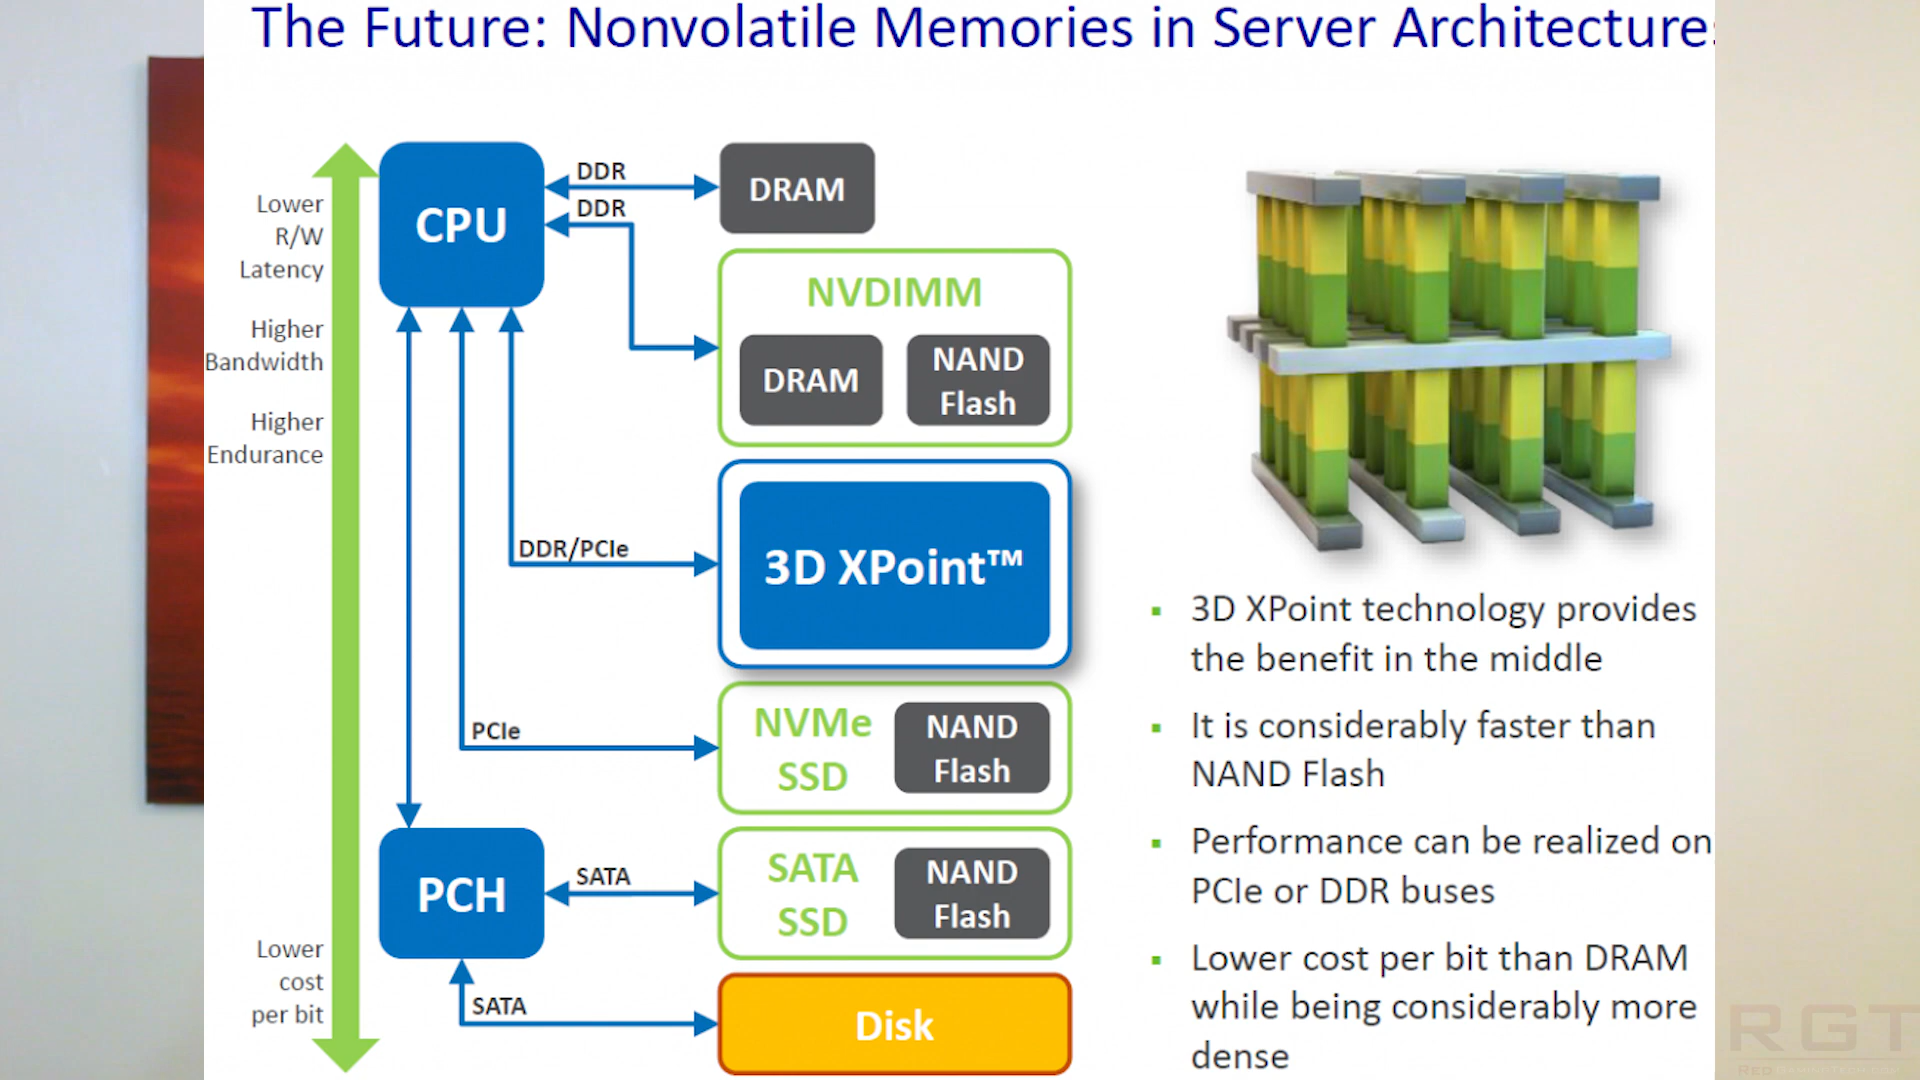 The Future: Nonvolatile Memories in Server Architectures
Lower
R/W
Latency
Higher
Bandwidth
Higher
Endurance
Lower
cost
per bit
CPU
PCH
DDR
DDR
DDR/PCIe
PCIe
SATA
SATA
DRAM
NVDIMM
DRAM
NAND
Flash
3D XPoint™
NVMe
SSD
NAND
Flash
SATA
SSD
NAND
Flash
Disk
▪ 3D XPoint technology provides
the benefit in the middle
▪ It is considerably faster than
NAND Flash
▪ Performance can be realized on
PCIe or DDR buses
▪ Lower cost per bit than DRAM
while being considerably more
dense
RGT